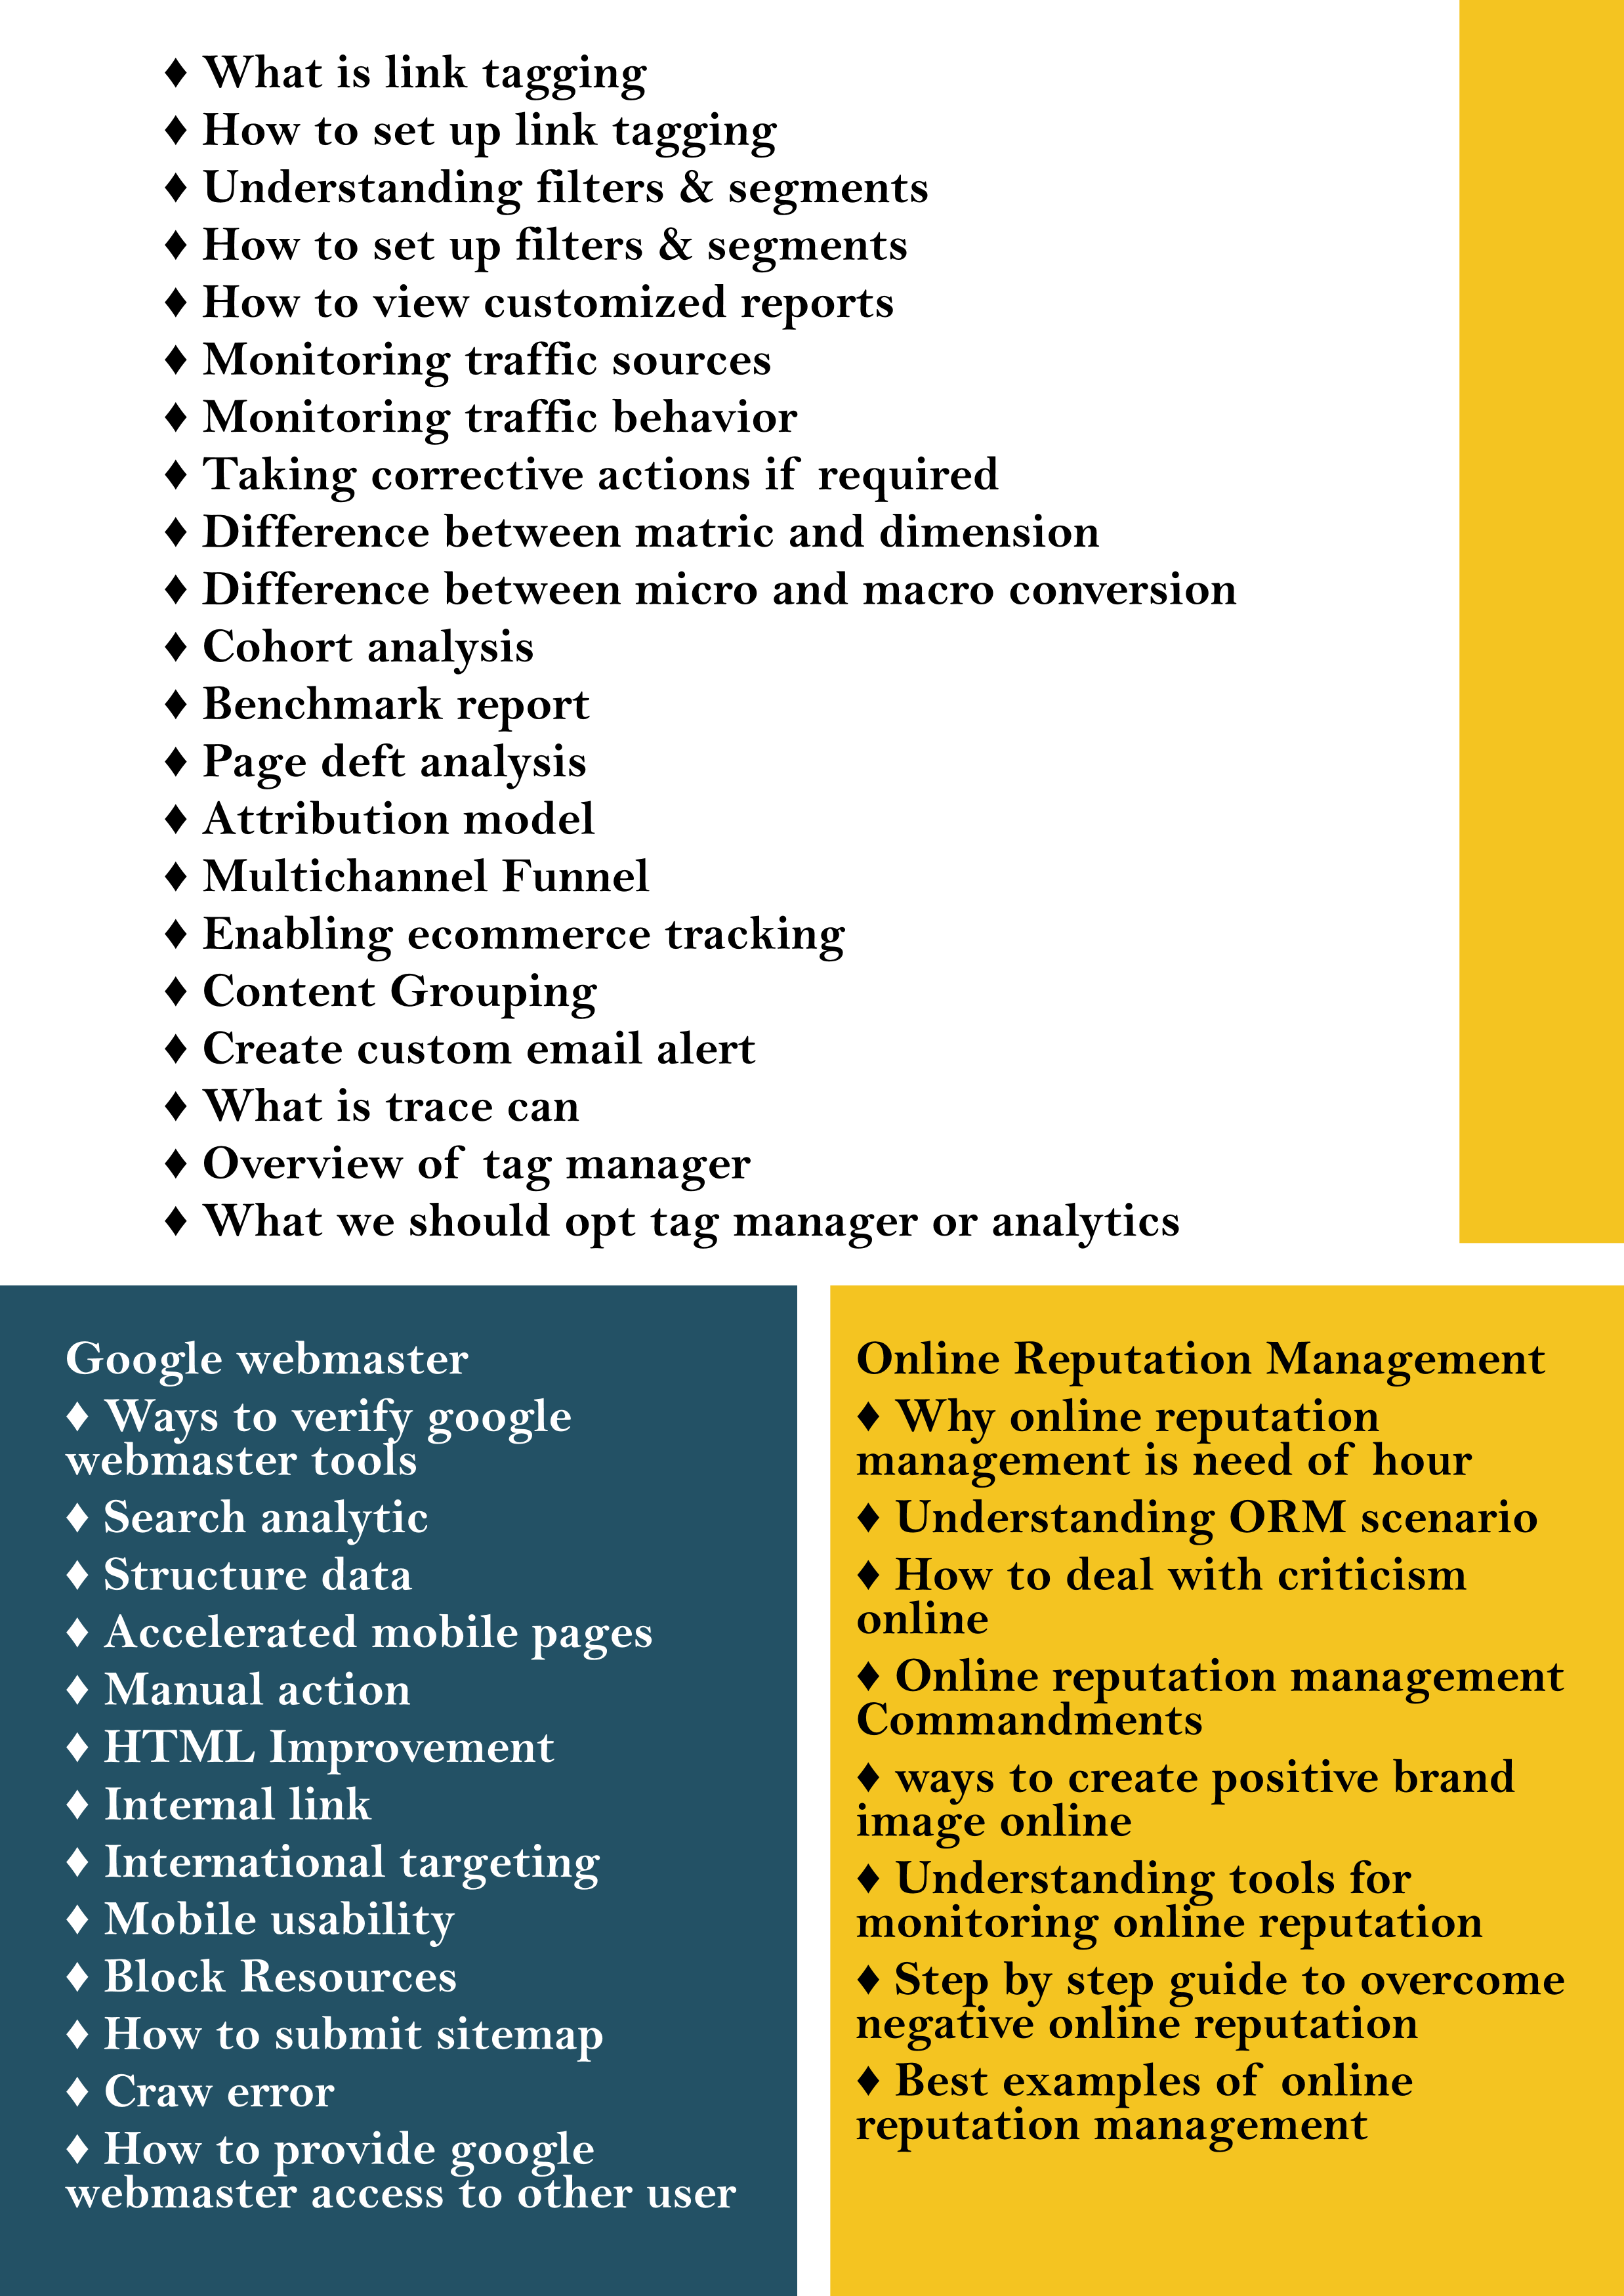 ♦ What is link tagging
♦ How to set up link tagging
♦ Understanding filters & segments
♦ How to set up filters & segments
♦ How to view customized reports
♦ Monitoring traffic sources
♦ Monitoring traffic behavior
♦ Taking corrective actions if required
♦ Difference between matric and dimension
♦ Difference between micro and macro conversion
♦ Cohort analysis
♦ Benchmark report
♦ Page deft analysis
♦ Attribution model
♦ Multichannel Funnel
♦ Enabling ecommerce tracking
♦ Content Grouping
♦ Create custom email alert
♦ What is trace can
♦ Overview of tag manager
♦ What we should opt tag manager or analytics
Google webmaster
♦ Ways to verify google
webmaster tools
♦ Search analytic
♦ Structure data
♦ Accelerated mobile pages
♦ Manual action
♦ HTML Improvement
♦ Internal link
♦ International targeting
♦ Mobile usability
♦ Block Resources
♦ How to submit sitemap
♦ Craw error
♦ How to provide google
webmaster access to other user
Online Reputation Management
♦ Why online reputation
management is need of hour
♦ Understanding ORM scenario
♦ How to deal with criticism
online
♦ Online reputation management
Commandments
♦ ways to create positive brand
image online
♦ Understanding tools for
monitoring online reputation
♦ Step by step guide to overcome
negative online reputation
♦ Best examples of online
reputation management